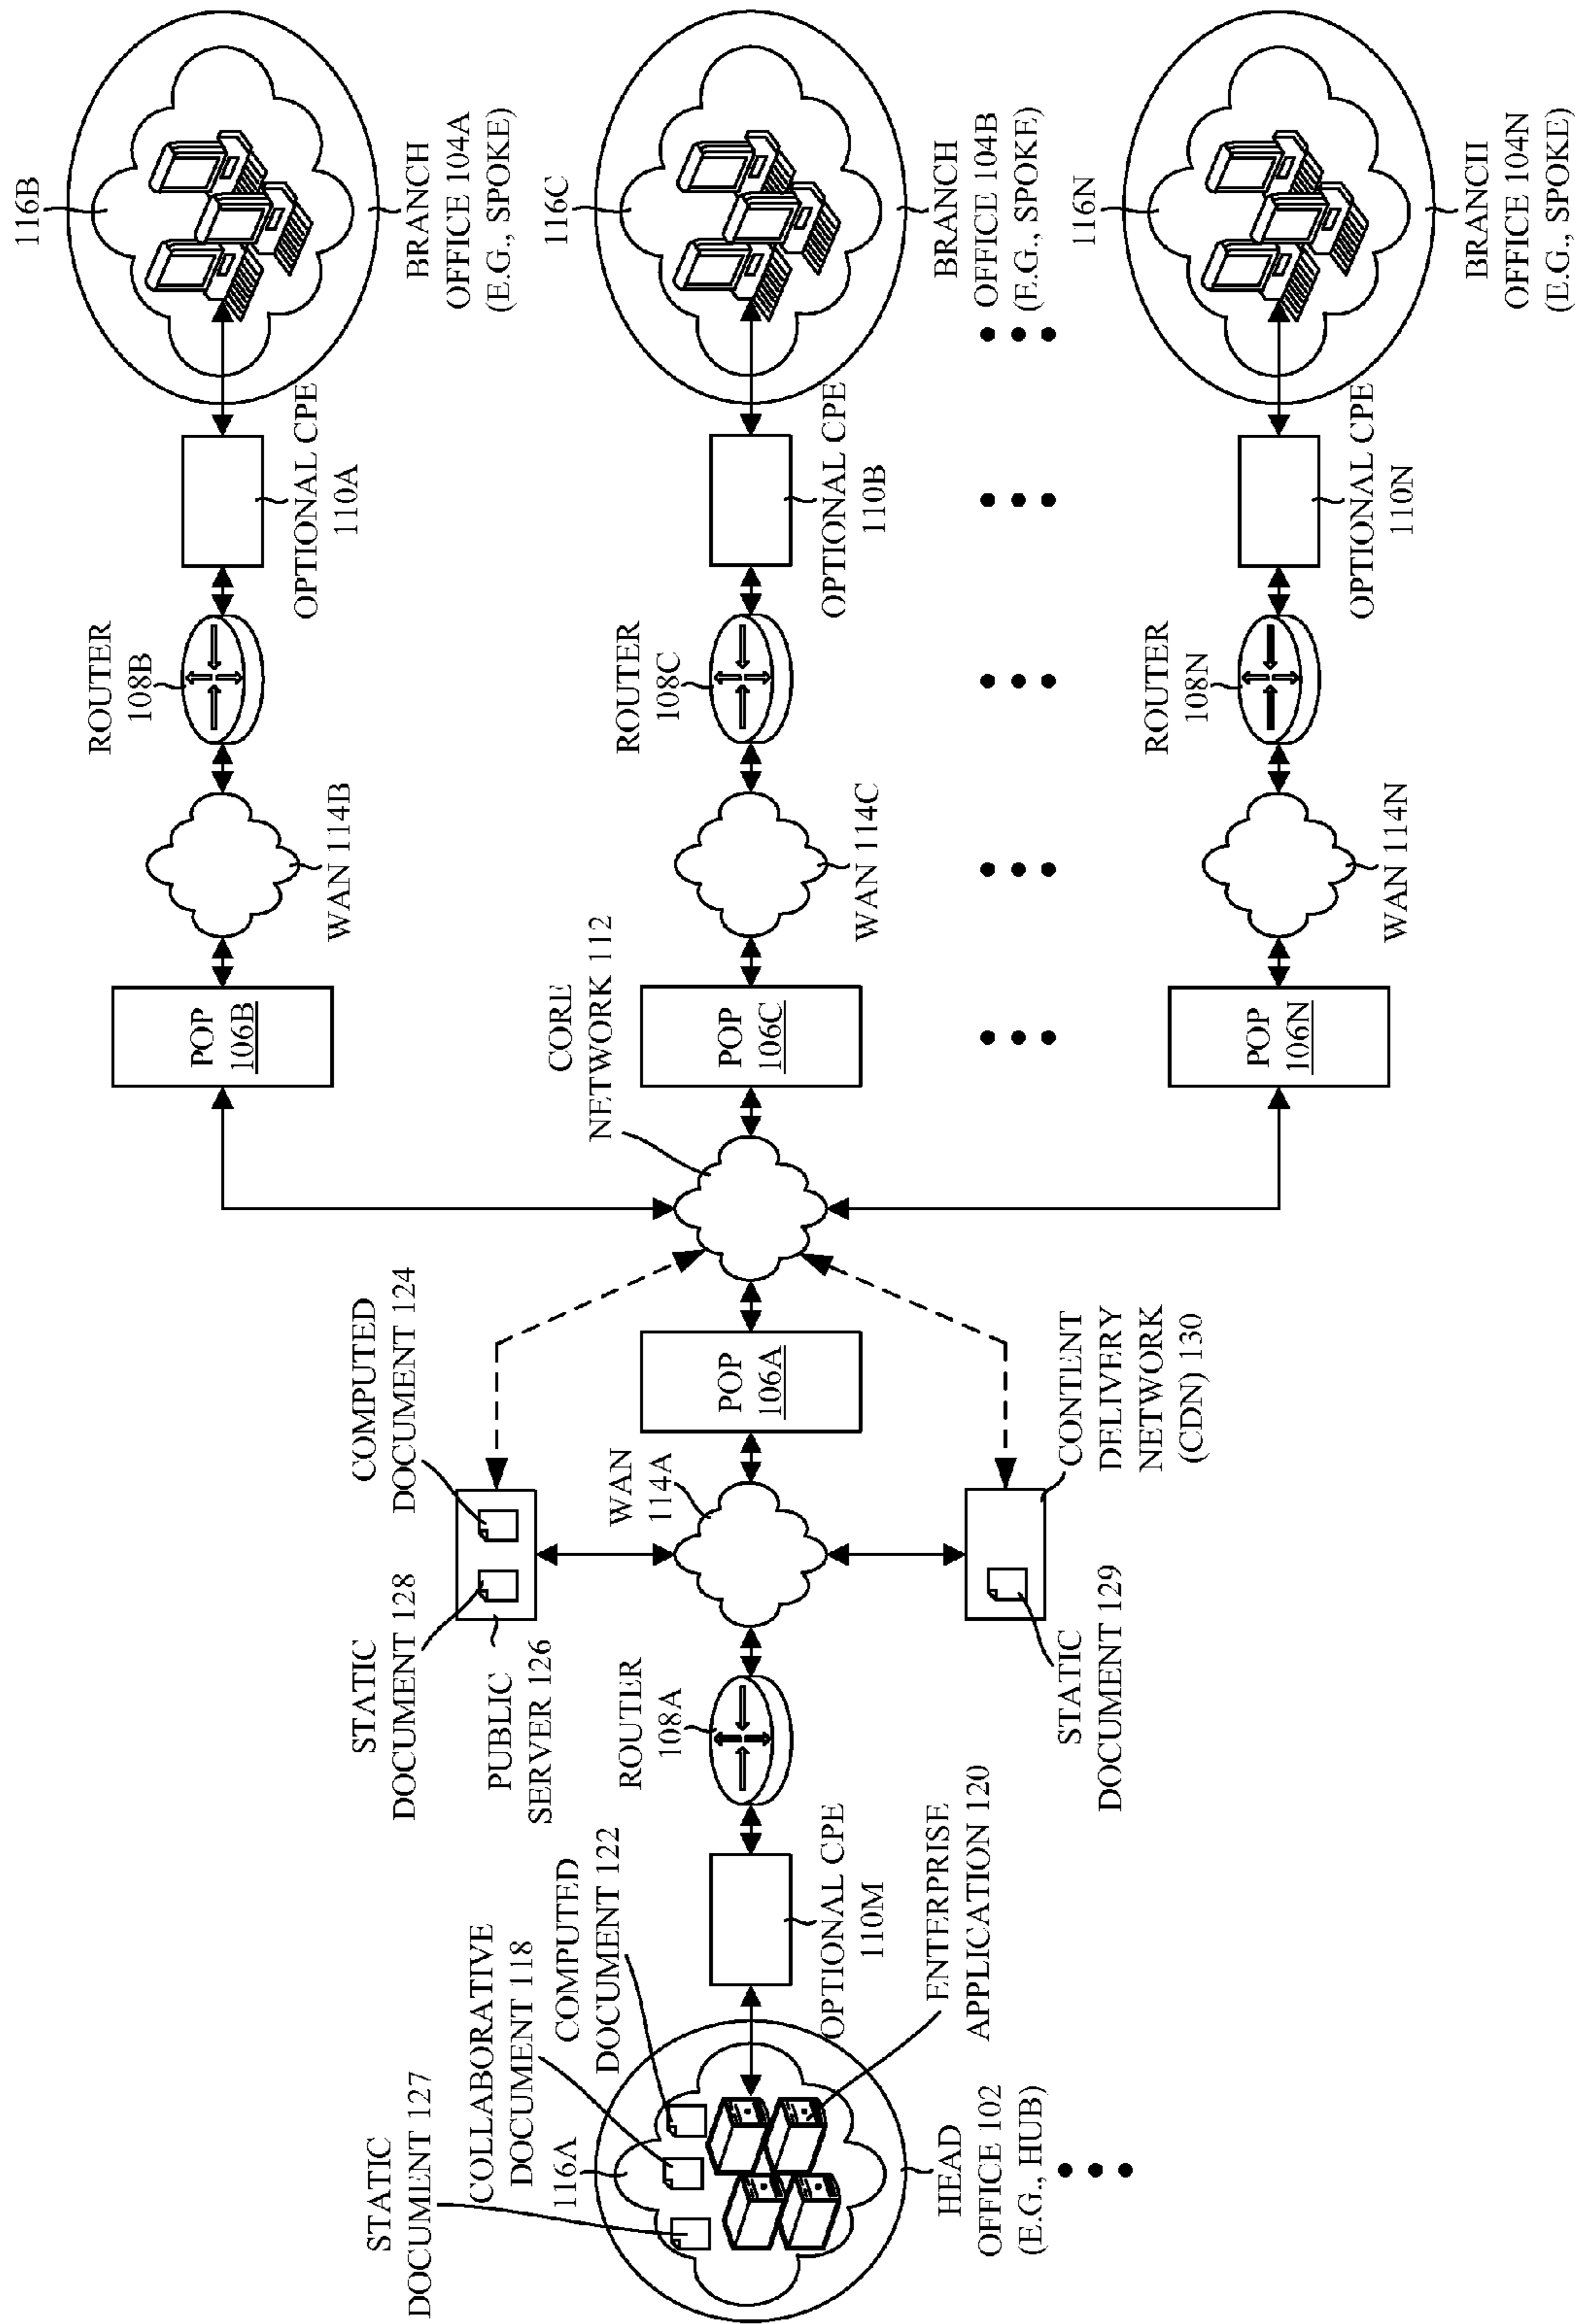 116B
ROUTER
108B
POP
106B
WAN 114B
OPTIONAL CPE
110A
BRANCH
OFFICE 104A
(E.G., SPOKE)
STATIC
DOCUMENT 127
COLLABORATIVE
DOCUMENT 118
COMPUTED
DOCUMENT 122
116A
STATIC
DOCUMENT 128
COMPUTED
DOCUMENT 124
PUBLIC
SERVER 126
ROUTER
108A
WAN
114A
POP
106A
CORE
NETWORK 112
POP
106C
ROUTER
108C
116C
OPTIONAL CPE
110M
WAN 114C
OPTIONAL CPE
110B
BRANCH
OFFICE 104B
(E.G., SPOKE)
HEAD
OFFICE 102
(E.G., HUB)
ENTERPRISE
APPLICATION 120
STATIC
DOCUMENT 129
CONTENT
DELIVERY
NETWORK
(CDN) 130
116N
ROUTER
108N
POP
106N
WAN 114N
OPTIONAL CPE
110N
BRANCH
OFFICE 104N
(E.G., SPOKE)